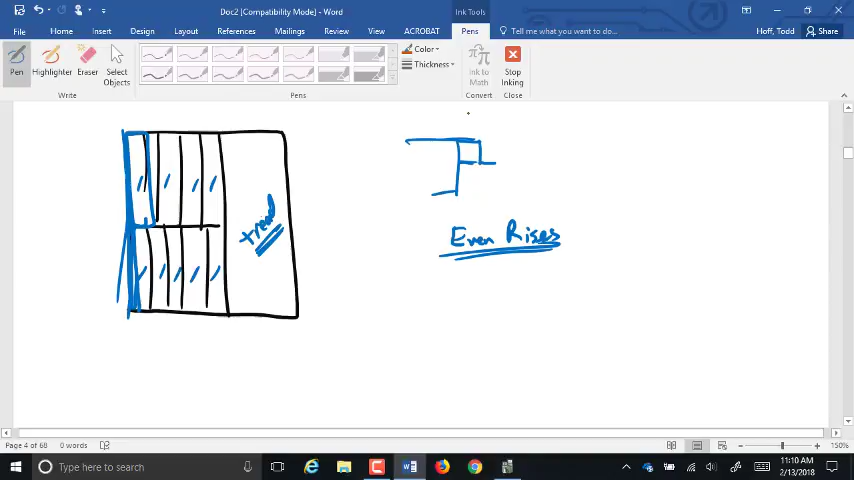 Doc2 [Compatibility Mode] - Word
Ink Tools
Hoff, Todd
File Home Insert Design Layout References Mailings Review View ACROBAT Pens Tell me what you want to do... Share
Pen Highlighter Eraser Select Objects
Color
Thickness
Ink to Math
Stop Inking
Write Pens Convert Close
tread
Even Rises
Page 4 of 68 0 words 150%
Type here to search
11:10 AM
2/13/2018